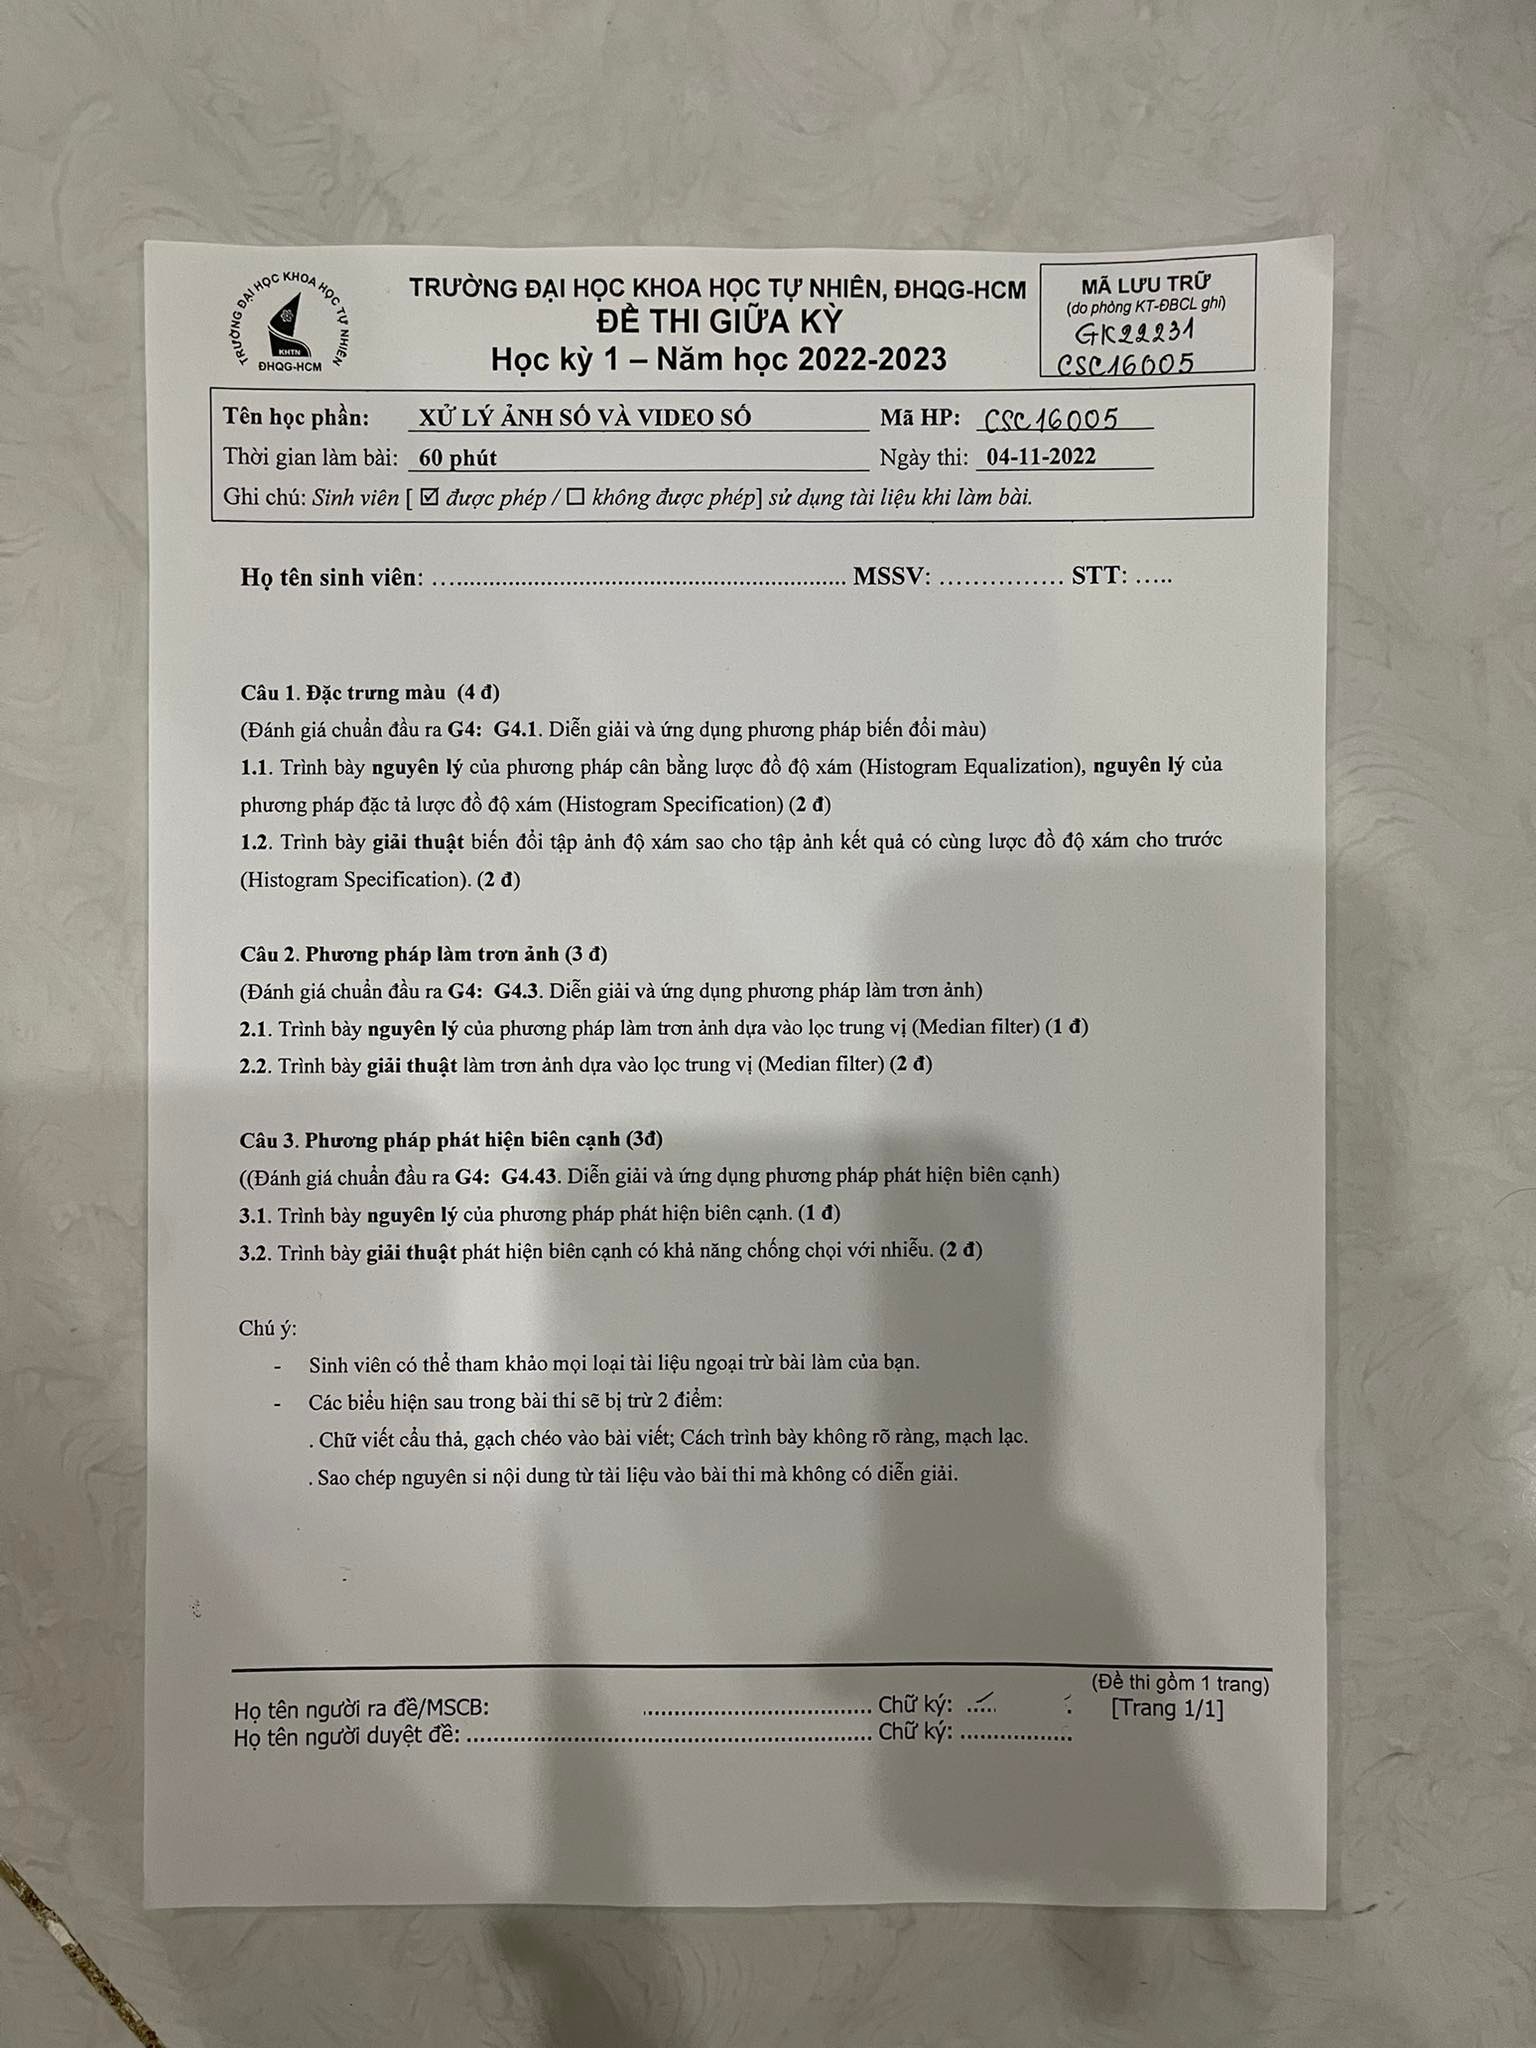 TRƯỜNG ĐẠI HỌC KHOA HỌC TỰ NHIÊN
KHTN
ĐHQG-HCM
TRƯỜNG ĐẠI HỌC KHOA HỌC TỰ NHIÊN, ĐHQG-HCM
ĐỀ THI GIỮA KỲ
Học kỳ 1 – Năm học 2022-2023
MÃ LƯU TRỮ
(do phòng KT-ĐBCL ghi)
GK22231
CSC16005
Tên học phần: XỬ LÝ ẢNH SỐ VÀ VIDEO SỐ Mã HP: CSC16005
Thời gian làm bài: 60 phút Ngày thi: 04-11-2022
Ghi chú: Sinh viên [ ☑ được phép / ☐ không được phép] sử dụng tài liệu khi làm bài.
Họ tên sinh viên: ................................................................ MSSV: ............... STT: .....
Câu 1. Đặc trưng màu (4 đ)
(Đánh giá chuẩn đầu ra G4: G4.1. Diễn giải và ứng dụng phương pháp biến đổi màu)
1.1. Trình bày nguyên lý của phương pháp cân bằng lược đồ độ xám (Histogram Equalization), nguyên lý của
phương pháp đặc tả lược đồ độ xám (Histogram Specification) (2 đ)
1.2. Trình bày giải thuật biến đổi tập ảnh độ xám sao cho tập ảnh kết quả có cùng lược đồ độ xám cho trước
(Histogram Specification). (2 đ)
Câu 2. Phương pháp làm trơn ảnh (3 đ)
(Đánh giá chuẩn đầu ra G4: G4.3. Diễn giải và ứng dụng phương pháp làm trơn ảnh)
2.1. Trình bày nguyên lý của phương pháp làm trơn ảnh dựa vào lọc trung vị (Median filter) (1 đ)
2.2. Trình bày giải thuật làm trơn ảnh dựa vào lọc trung vị (Median filter) (2 đ)
Câu 3. Phương pháp phát hiện biên cạnh (3đ)
((Đánh giá chuẩn đầu ra G4: G4.43. Diễn giải và ứng dụng phương pháp phát hiện biên cạnh)
3.1. Trình bày nguyên lý của phương pháp phát hiện biên cạnh. (1 đ)
3.2. Trình bày giải thuật phát hiện biên cạnh có khả năng chống chọi với nhiễu. (2 đ)
Chú ý:
- Sinh viên có thể tham khảo mọi loại tài liệu ngoại trừ bài làm của bạn.
- Các biểu hiện sau trong bài thi sẽ bị trừ 2 điểm:
. Chữ viết cẩu thả, gạch chéo vào bài viết; Cách trình bày không rõ ràng, mạch lạc.
. Sao chép nguyên si nội dung từ tài liệu vào bài thi mà không có diễn giải.
(Đề thi gồm 1 trang)
Họ tên người ra đề/MSCB: .................................. Chữ ký: ..... [Trang 1/1]
Họ tên người duyệt đề: ............................................................ Chữ ký: .................